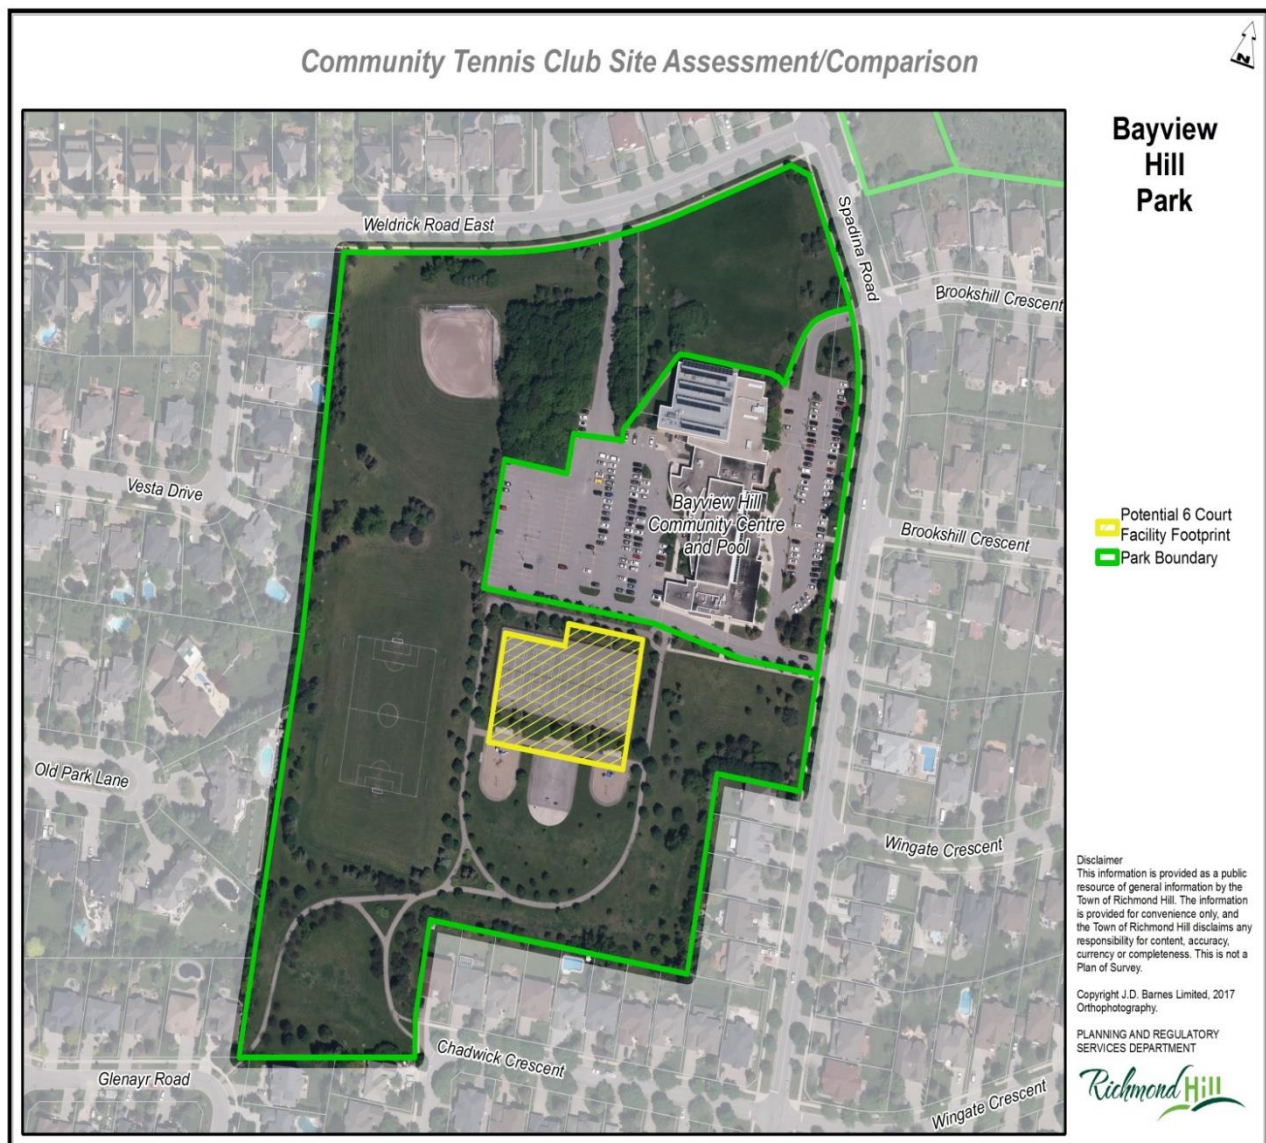 Community Tennis Club Site Assessment/Comparison
N
Bayview
Hill
Park
Weldrick Road East
Spadina Road
Brookshill Crescent
Vesta Drive
Bayview Hill
Community Centre
and Pool
Brookshill Crescent
Potential 6 Court
Facility Footprint
Park Boundary
Old Park Lane
Wingate Crescent
Chadwick Crescent
Glenayr Road
Wingate Crescent
Disclaimer
This information is provided as a public
resource of general information by the
Town of Richmond Hill. The information
is provided for convenience only, and
the Town of Richmond Hill disclaims any
responsibility for content, accuracy,
currency or completeness. This is not a
Plan of Survey.
Copyright J.D. Barnes Limited, 2017
Orthophotography.
PLANNING AND REGULATORY
SERVICES DEPARTMENT
Richmond Hill